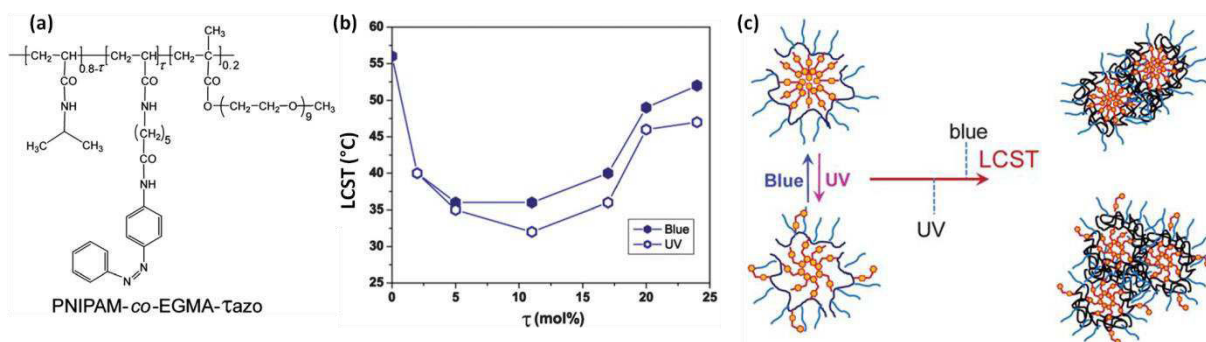 (a)
CH₃
─[CH₂-CH]0.8-τ─[CH₂-CH]τ─[CH₂-C]0.2
CO CO CO
NH NH O-(CH₂-CH₂-O)₉-CH₃
H₃C CH₃
(CH₂)₅
CO
NH
N=N
PNIPAM-co-EGMA-τazo
(b)
LCST (°C)
60
55
50
45
40
35
30
25
0 5 10 15 20 25
τ (mol%)
Blue
UV
(c)
Blue UV
blue
LCST
UV